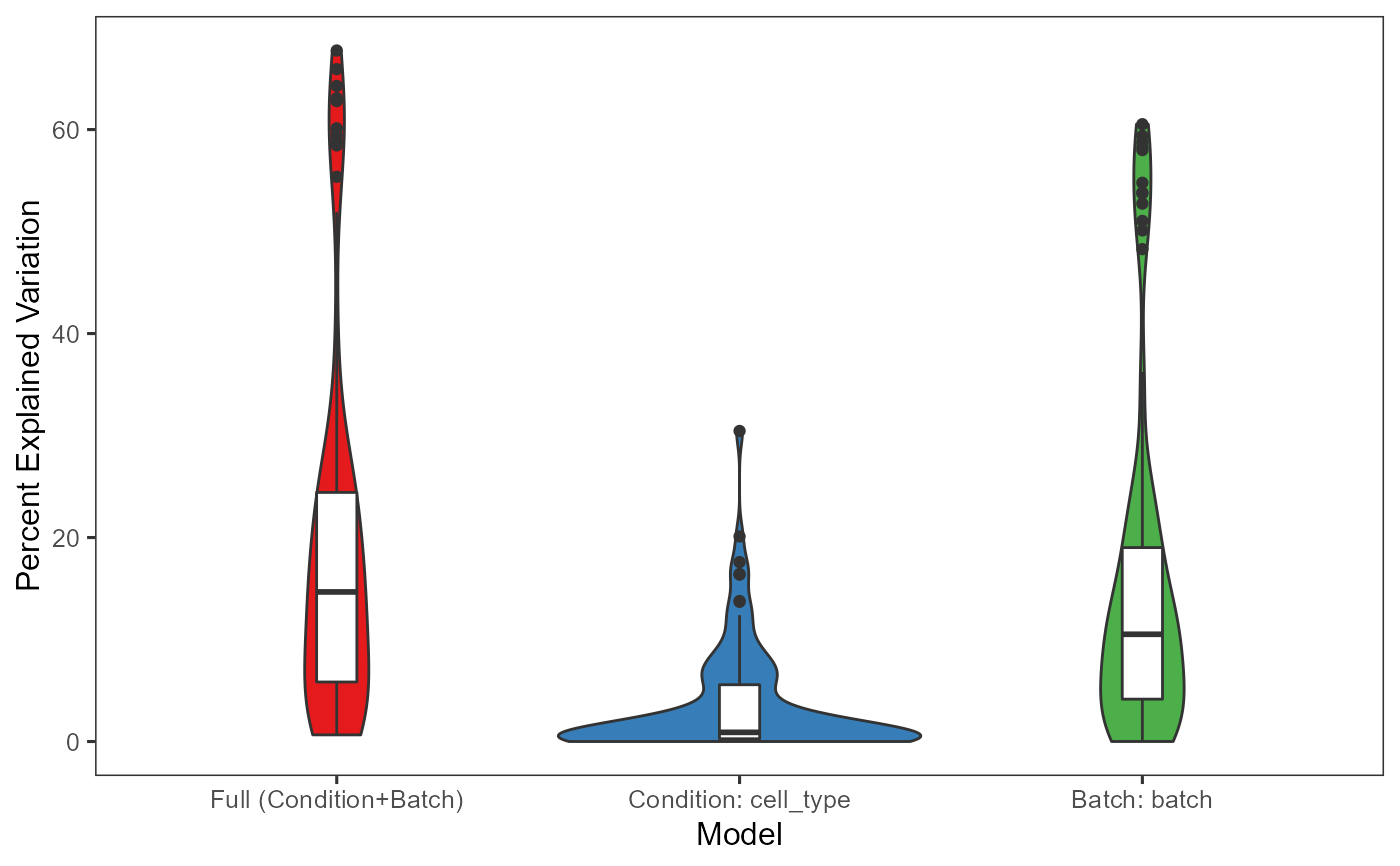 Percent Explained Variation
60
40
20
0
Full (Condition+Batch)
Condition: cell_type
Batch: batch
Model